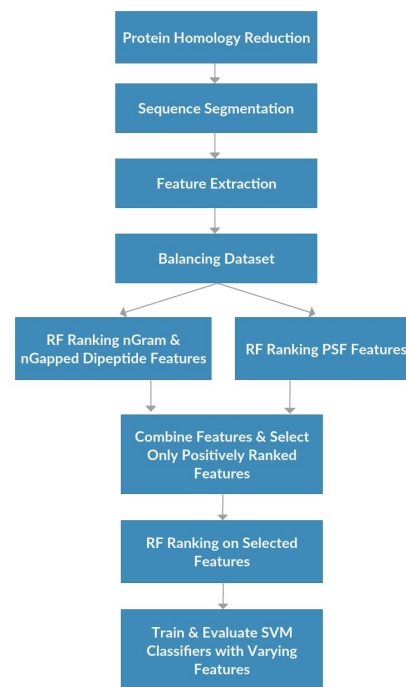 Protein Homology Reduction
Sequence Segmentation
Feature Extraction
Balancing Dataset
RF Ranking nGram &
nGapped Dipeptide Features
RF Ranking PSF Features
Combine Features & Select
Only Positively Ranked
Features
RF Ranking on Selected
Features
Train & Evaluate SVM
Classifiers with Varying
Features